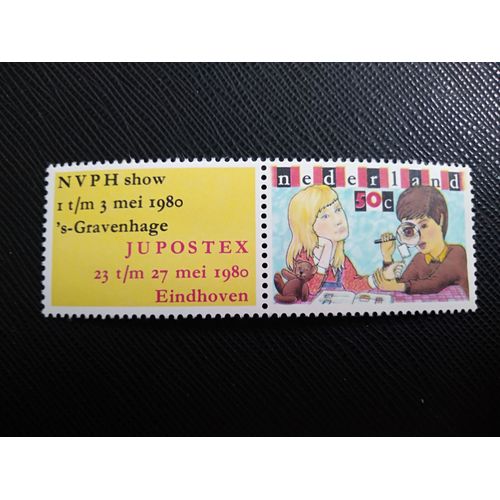 NVPH show
1 t/m 3 mei 1980
's-Gravenhage
JUPOSTEX
23 t/m 27 mei 1980
Eindhoven
nederland
50c